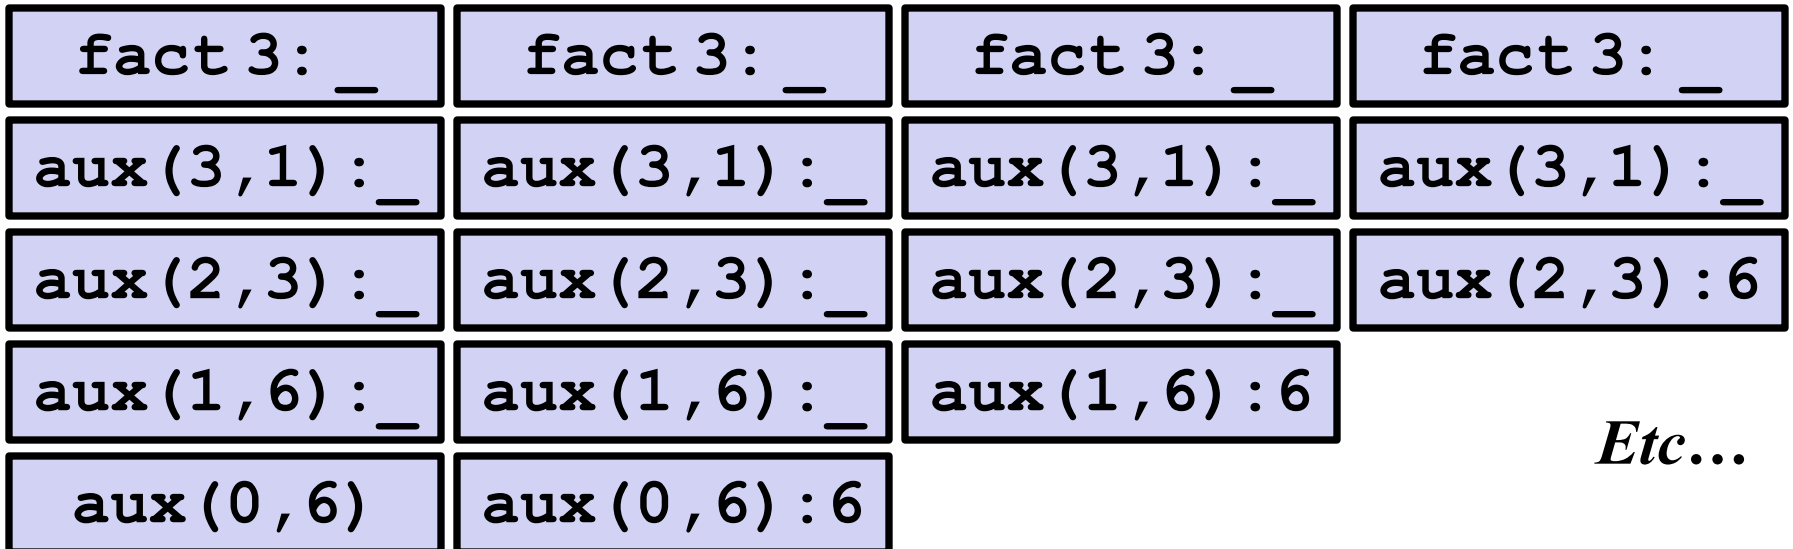 fact 3:_ fact 3:_ fact 3:_ fact 3:_
aux(3,1):_ aux(3,1):_ aux(3,1):_ aux(3,1):_
aux(2,3):_ aux(2,3):_ aux(2,3):_ aux(2,3):6
aux(1,6):_ aux(1,6):_ aux(1,6):6
Etc…
aux(0,6) aux(0,6):6